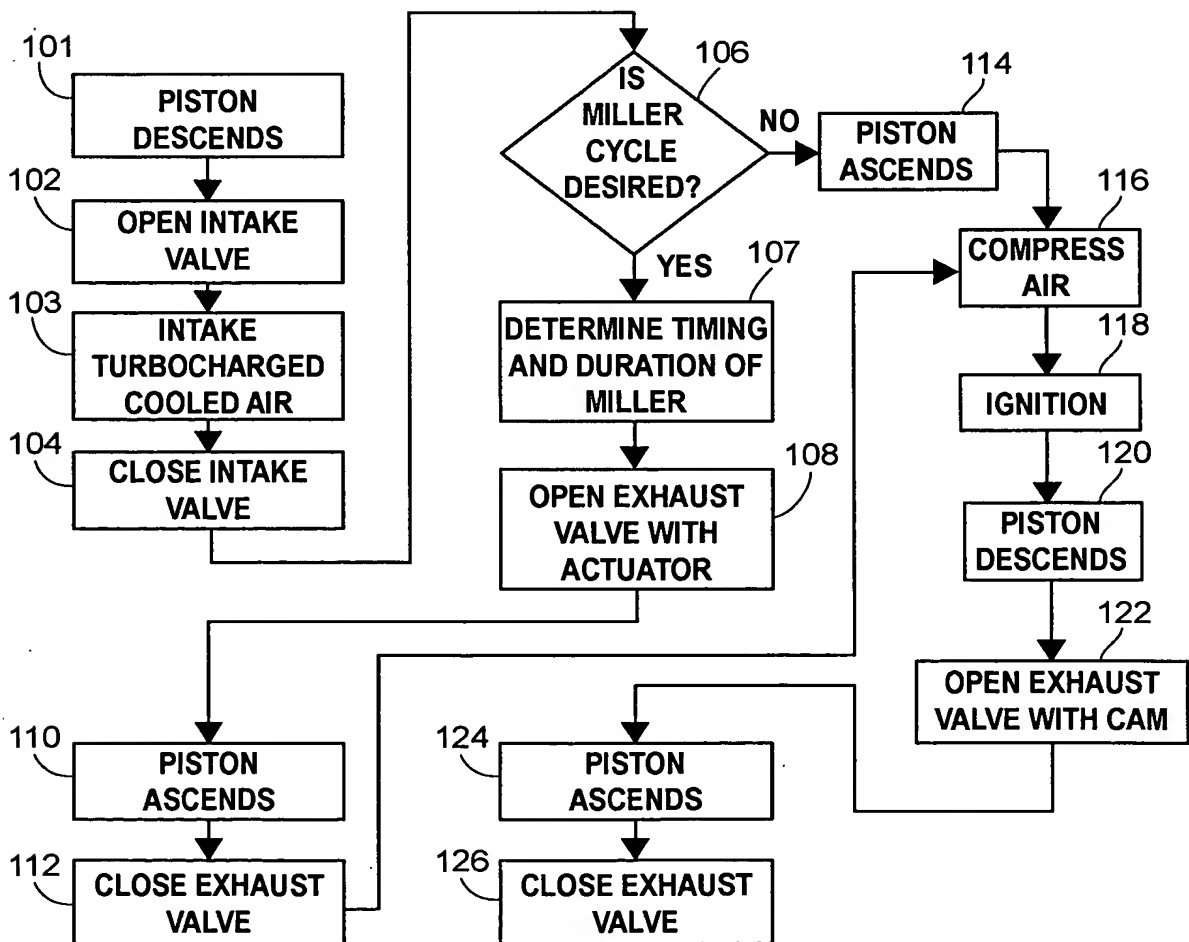 101
PISTON
DESCENDS
102
OPEN INTAKE
VALVE
103
INTAKE
TURBOCHARGED
COOLED AIR
104
CLOSE INTAKE
VALVE
106
IS
MILLER
CYCLE
DESIRED?
NO
YES
107
DETERMINE TIMING
AND DURATION OF
MILLER
108
OPEN EXHAUST
VALVE WITH
ACTUATOR
110
PISTON
ASCENDS
112
CLOSE EXHAUST
VALVE
114
PISTON
ASCENDS
116
COMPRESS
AIR
118
IGNITION
120
PISTON
DESCENDS
122
OPEN EXHAUST
VALVE WITH CAM
124
PISTON
ASCENDS
126
CLOSE EXHAUST
VALVE